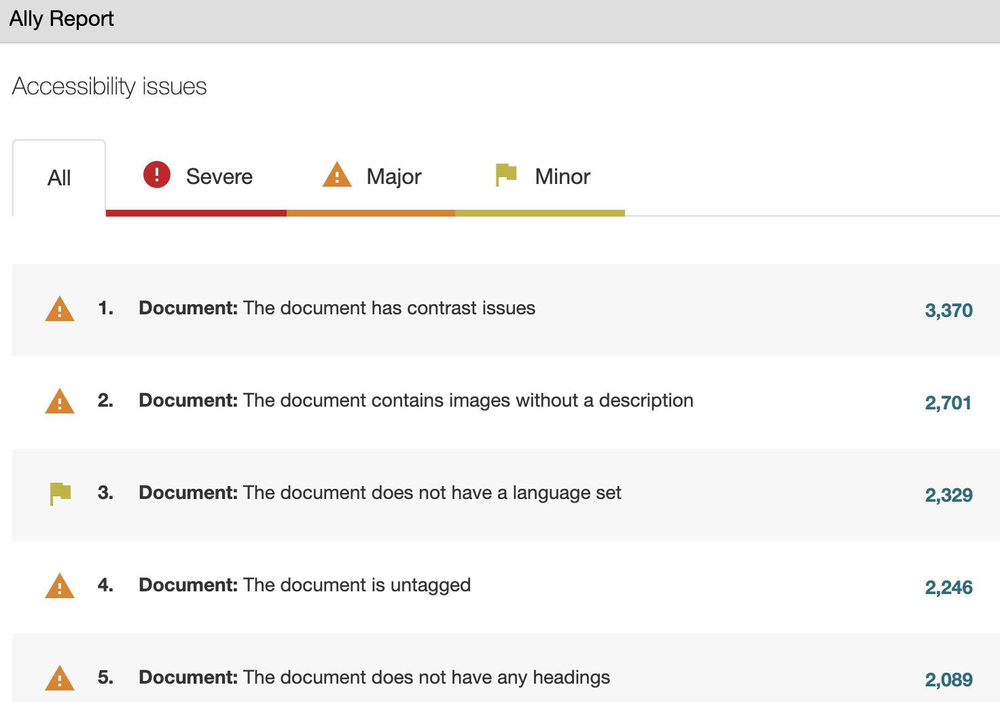 Ally Report
Accessibility issues
All Severe Major Minor
1. Document: The document has contrast issues 3,370
2. Document: The document contains images without a description 2,701
3. Document: The document does not have a language set 2,329
4. Document: The document is untagged 2,246
5. Document: The document does not have any headings 2,089